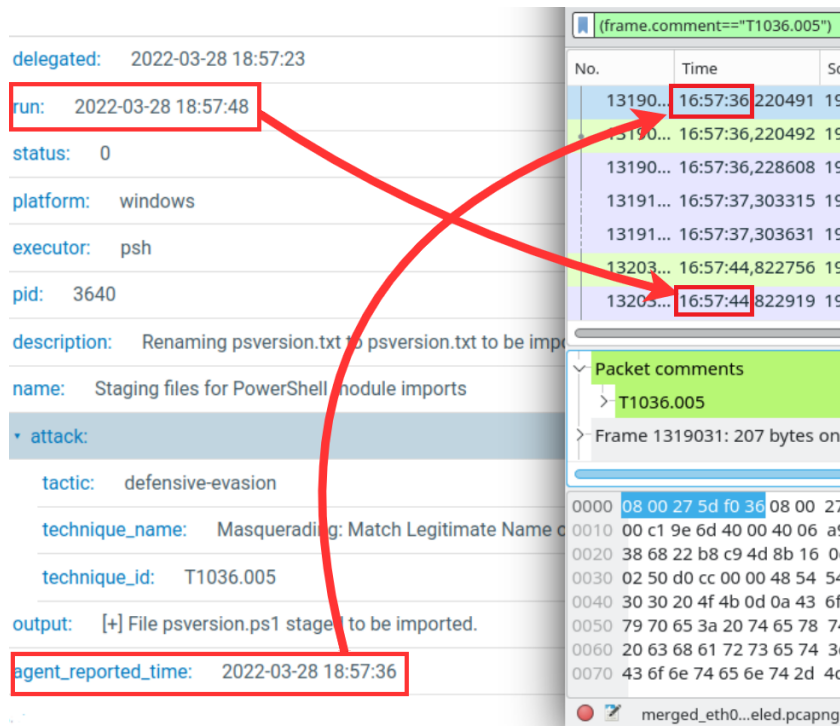 delegated: 2022-03-28 18:57:23
run: 2022-03-28 18:57:48
status: 0
platform: windows
executor: psh
pid: 3640
description: Renaming psversion.txt to psversion.txt to be impo
name: Staging files for PowerShell module imports
attack:
tactic: defensive-evasion
technique_name: Masquerading: Match Legitimate Name o
technique_id: T1036.005
output: [+] File psversion.ps1 staged to be imported.
agent_reported_time: 2022-03-28 18:57:36
(frame.comment=="T1036.005")
No. Time
13190... 16:57:36,220491 19
13190... 16:57:36,220492 19
13190... 16:57:36,228608 19
13191... 16:57:37,303315 19
13191... 16:57:37,303631 19
13203... 16:57:44,822756 19
13203... 16:57:44,822919 19
Packet comments
T1036.005
Frame 1319031: 207 bytes on
0000 08 00 27 5d f0 36 08 00 27
0010 00 c1 9e 6d 40 00 40 06
0020 38 68 22 b8 c9 4d 8b 16
0030 02 50 d0 cc 00 00 48 54
0040 30 30 20 4f 4b 0d 0a 43
0050 79 70 65 3a 20 74 65 78
0060 20 63 68 61 72 73 65 74
0070 43 6f 6e 74 65 6e 74 2d
merged_eth0...eled.pcapng